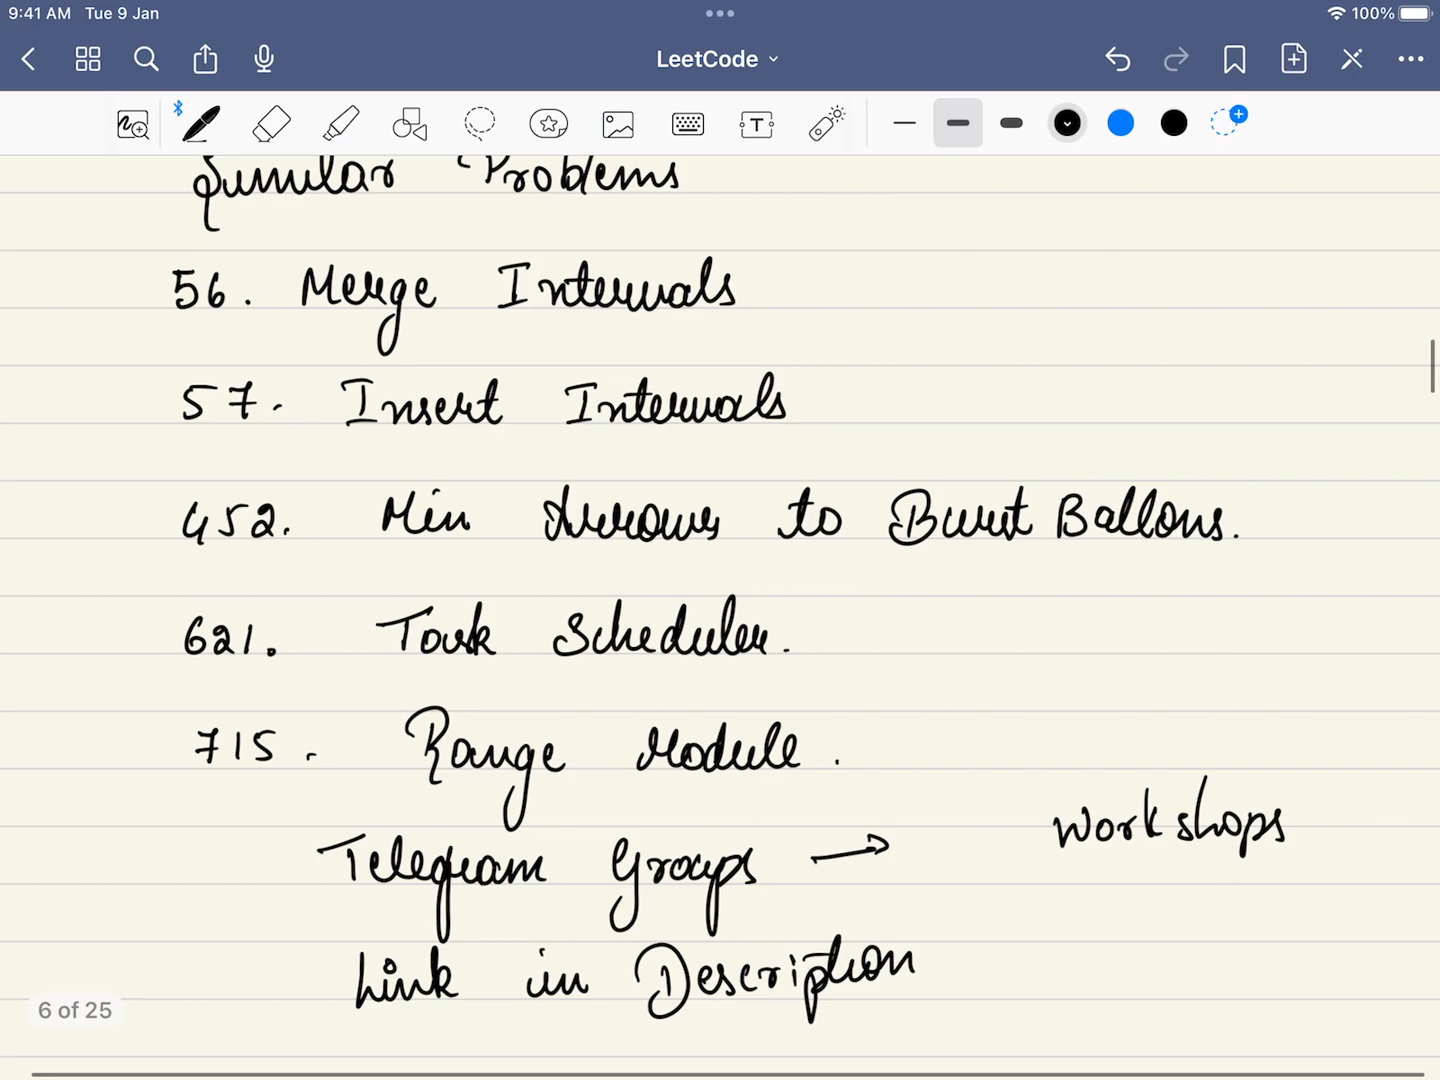 9:41 AM Tue 9 Jan 100%
LeetCode
T
Similar Problems
56. Merge Intervals
57. Insert Intervals
452. Min Arrows to Burst Ballons.
621. Task Scheduler.
715. Range Module.
Workshops
Telegram Groups →
Link in Description
6 of 25